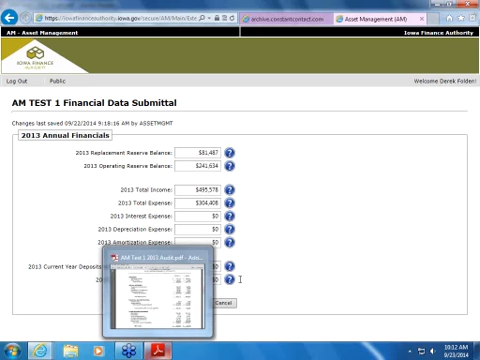 https://iowafinanceauthority.iowa.gov/secure/AM/Main/Ede
archive.constantcontact.com
Asset Management (AM)
AM - Asset Management
Iowa Finance Authority
IOWA FINANCE
AUTHORITY
Log Out
Public
Welcome Derek Folden!
AM TEST 1 Financial Data Submittal
Changes last saved 09/22/2014 9:18:16 AM by ASSETMGMT
2013 Annual Financials
2013 Replacement Reserve Balance: $81,487
2013 Operating Reserve Balance: $241,634
2013 Total Income: $495,578
2013 Total Expense: $304,408
2013 Interest Expense: $0
2013 Depreciation Expense: $0
2013 Amortization Expense: $0
AM Test 1 2013 Audit.pdf - Ado...
2013 Current Year Deposits
$0
Cancel
10:12 AM
9/23/2014